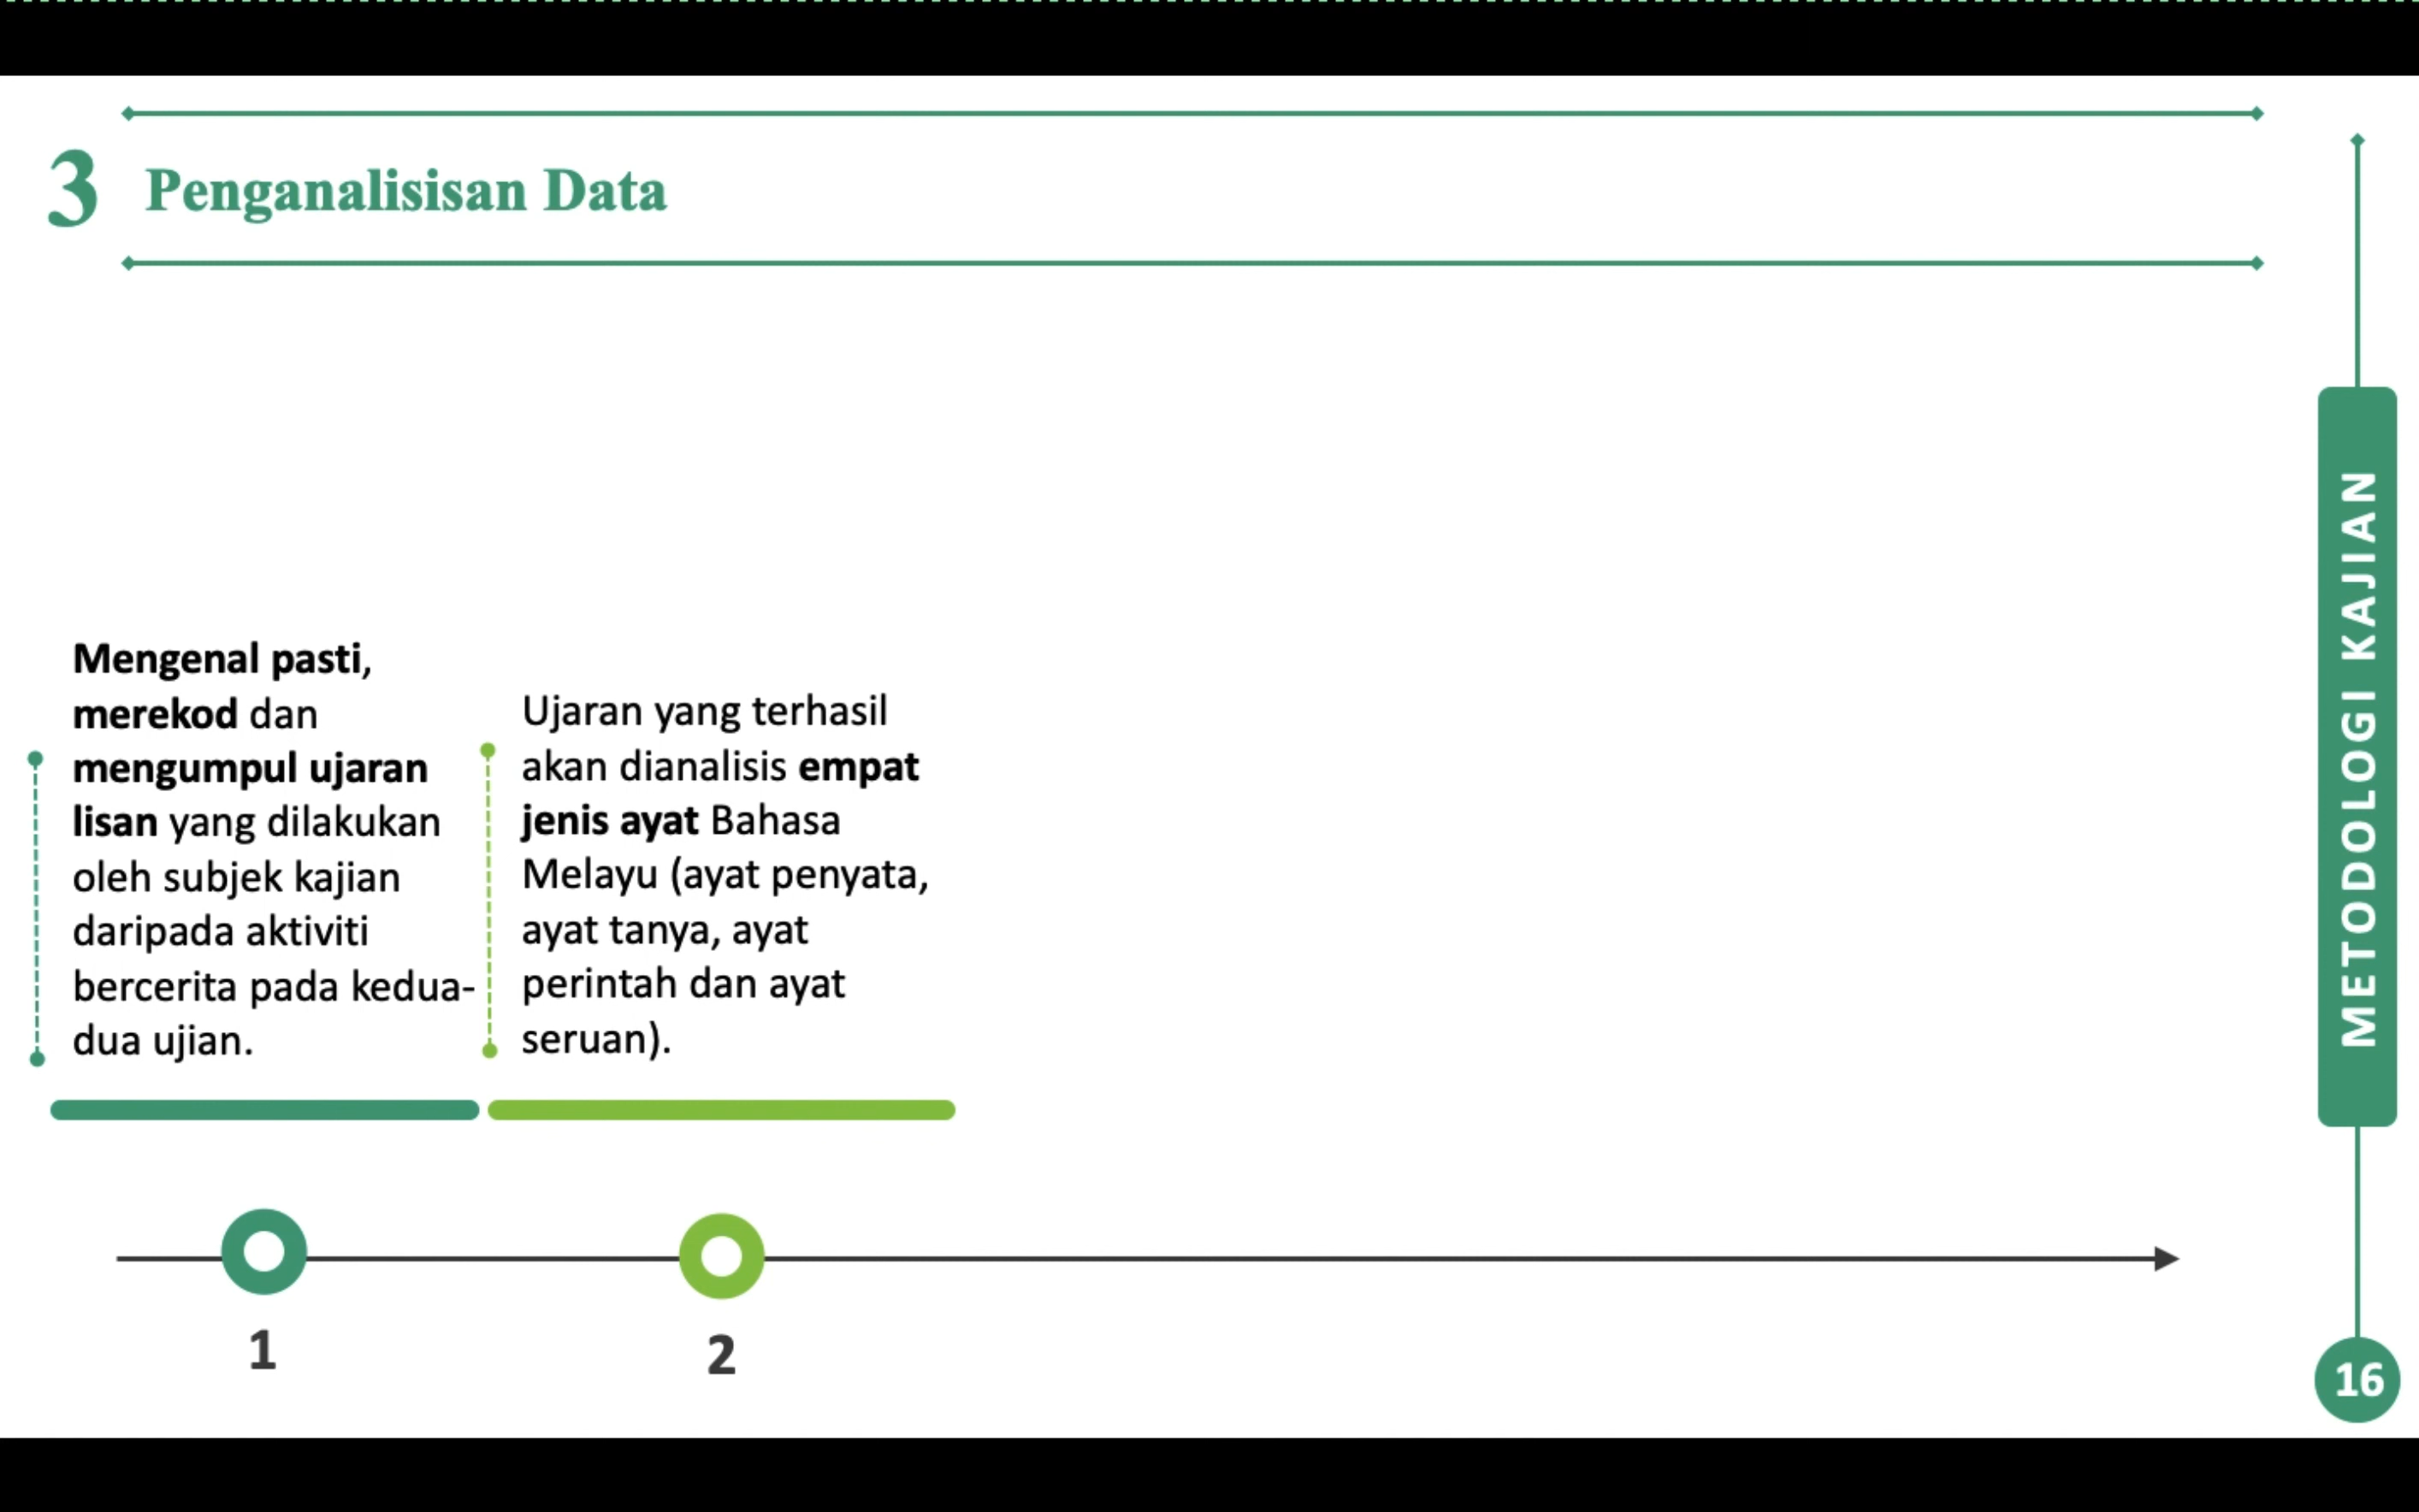 3 Penganalisisan Data
Mengenal pasti,
merekod dan
mengumpul ujaran
lisan yang dilakukan
oleh subjek kajian
daripada aktiviti
bercerita pada kedua-
dua ujian.
Ujaran yang terhasil
akan dianalisis empat
jenis ayat Bahasa
Melayu (ayat penyata,
ayat tanya, ayat
perintah dan ayat
seruan).
1
2
METODOLOGI KAJIAN
16